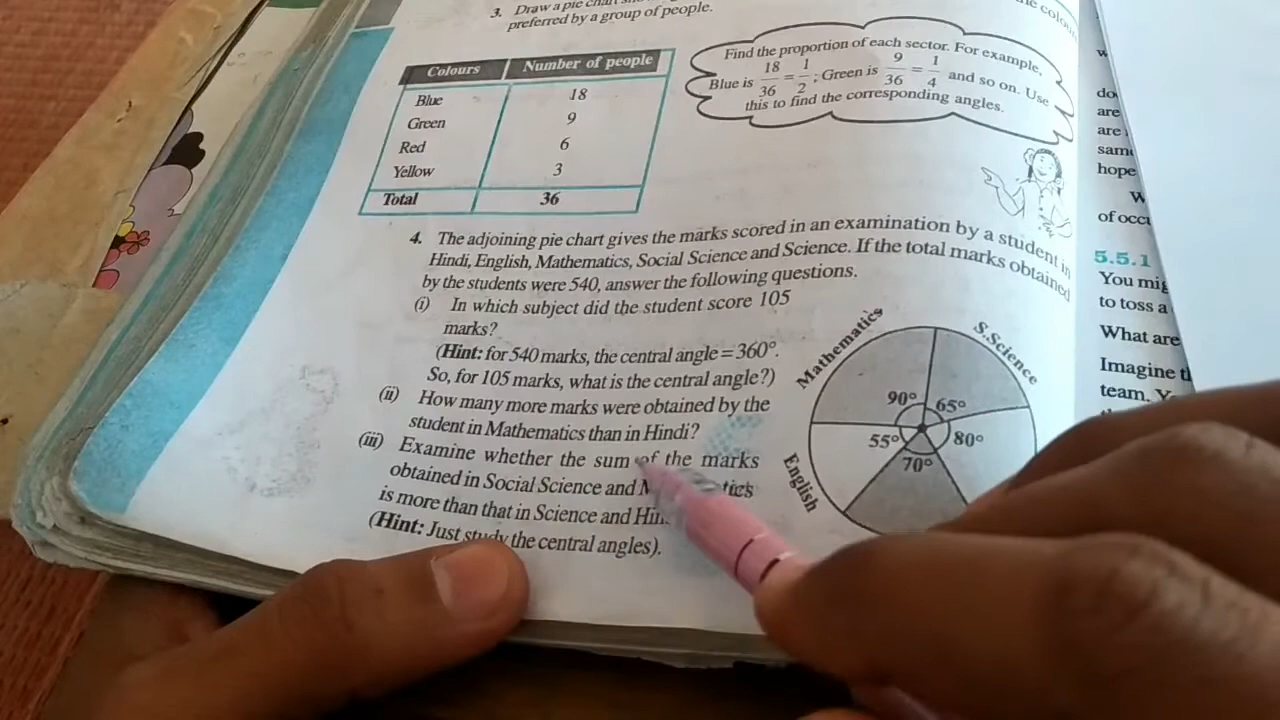 3. Draw a pie chart
preferred by a group of people.
Colours Number of people
Blue 18
Green 9
Red 6
Yellow 3
Total 36
Find the proportion of each sector. For example,
Blue is 18/36 = 1/2 ; Green is 9/36 = 1/4 and so on. Use
this to find the corresponding angles.
4. The adjoining pie chart gives the marks scored in an examination by a student in
Hindi, English, Mathematics, Social Science and Science. If the total marks obtained
by the students were 540, answer the following questions.
(i) In which subject did the student score 105
marks?
(Hint: for 540 marks, the central angle = 360°.
So, for 105 marks, what is the central angle?)
(ii) How many more marks were obtained by the
student in Mathematics than in Hindi?
(iii) Examine whether the sum of the marks
obtained in Social Science and
is more than that in Science and
(Hint: Just study the central angles).
Mathematics
S.Science
90° 65°
55° 80°
70°
English
do
are
are
hope
W
of occu
5.5.1
You mig
to toss a
What are
Imagine
team.